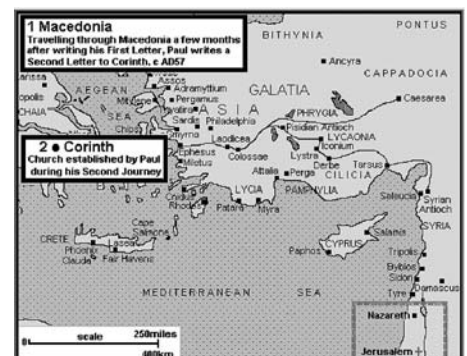 1 Macedonia
Travelling through Macedonia a few months
after writing his First Letter, Paul writes a
Second Letter to Corinth, c AD57
PONTUS
BITHYNIA
Ancyra
CAPPADOCIA
Assos
Adramyttium
AEGEAN
Pergamus
GALATIA
Caesarea
SEA
ASIA
Sardis
Philadelphia
PHRYGIA
Smyrna
Pisidian Antioch
Laodicea
LYCAONIA
Iconium
2 ● Corinth
Church established by Paul
during his Second Journey
Ephesus
Colossae
Miletus
Lystra
Derbe
Tarsus
Attalia
Perga
CILICIA
Cnidus
LYCIA
PAMPHYLIA
Seleucia
Syrian
Antioch
Patara
Myra
Cape
Salmone
SYRIA
CRETE
Lasea
Salamis
CYPRUS
Phoenix
Fair Havens
Clauda
Paphos
Tripolis
Byblos
Sidon
Damascus
MEDITERRANEAN SEA
Tyre
Nazareth
scale 250miles
0
400km
Jerusalem